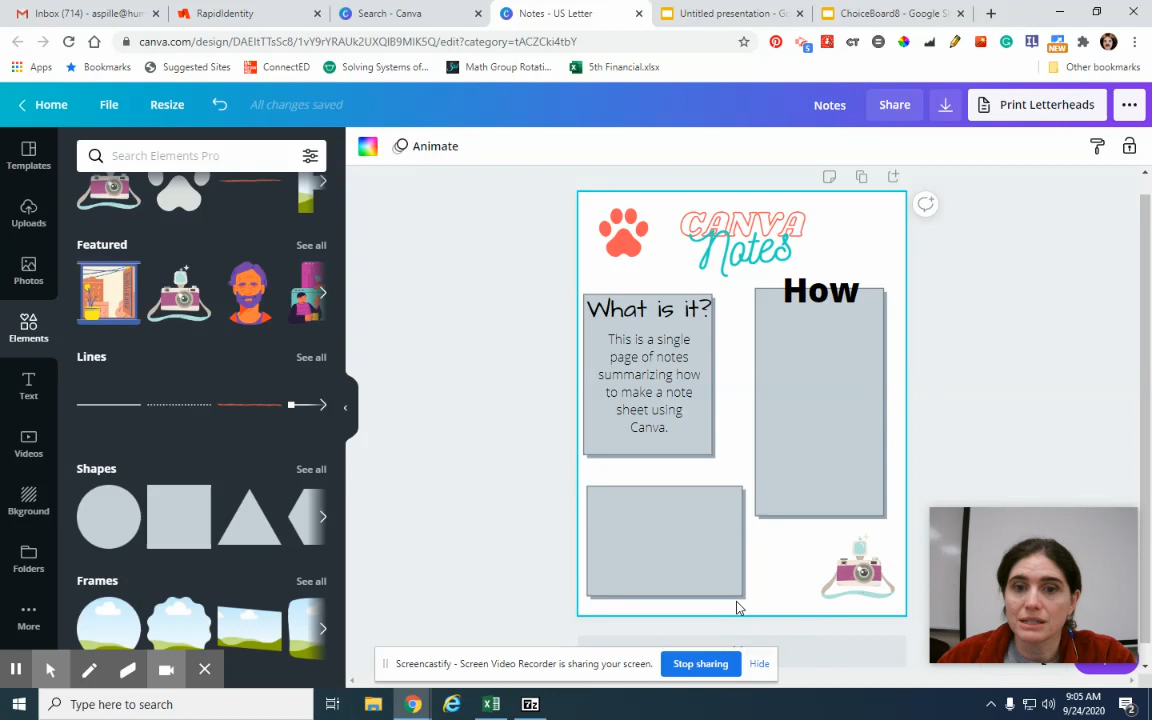 Inbox (714) - aspille@hum
RapidIdentity
Search - Canva
Notes - US Letter
Untitled presentation - Go
ChoiceBoard8 - Google Sl
canva.com/design/DAEItTTsSc8/1vY9rYRAUk2UXQlB9MIK5Q/edit?category=tACZCki4tbY
NEW
Apps
Bookmarks
Suggested Sites
ConnectED
Solving Systems of...
Math Group Rotati...
5th Financial.xlsx
Other bookmarks
Home
File
Resize
All changes saved
Notes
Share
Print Letterheads
Templates
Uploads
Photos
Elements
Text
Videos
Bkground
Folders
More
Search Elements Pro
Featured
See all
Lines
See all
Shapes
See all
Frames
See all
Animate
CANVA
Notes
How
What is it?
This is a single
page of notes
summarizing how
to make a note
sheet using
Canva.
Screencastify - Screen Video Recorder is sharing your screen.
Stop sharing
Hide
Type here to search
9:05 AM
9/24/2020
2